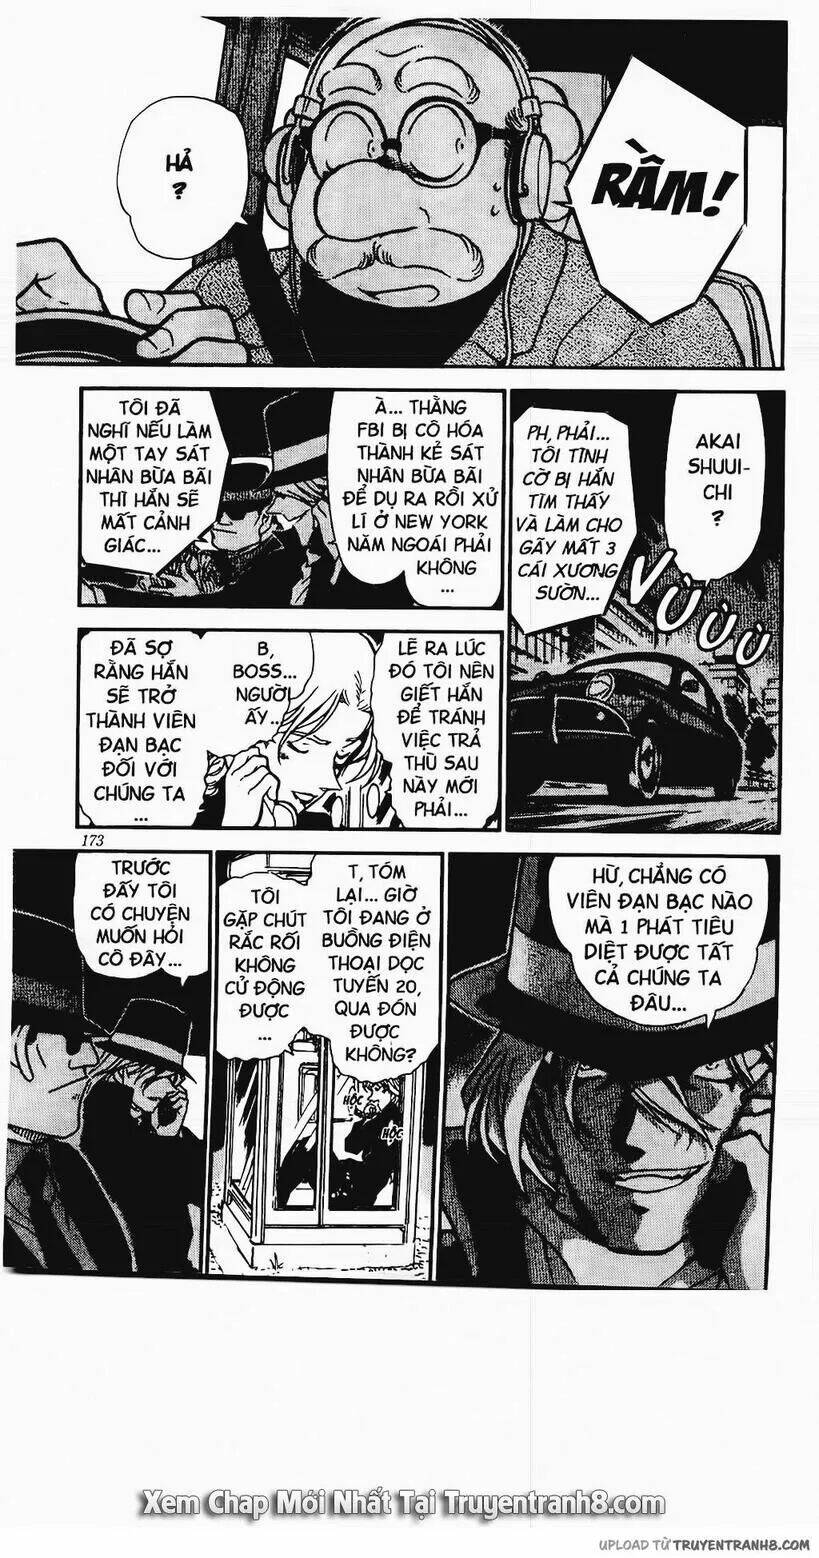 RẦM!
HẢ
?
AKAI
SHUUI-
CHI
?
PH, PHẢI...
TÔI TÌNH
CỜ BỊ HẮN
TÌM THẤY
VÀ LÀM CHO
GÃY MẤT 3
CÁI XƯƠNG
SƯỜN...
VÙ Ù Ù
À... THẰNG
FBI BỊ CÔ HÓA
THÀNH KẺ SÁT
NHÂN BỪA BÃI
ĐỂ DỤ RA RỒI XỬ
LÍ Ở NEW YORK
NĂM NGOÁI PHẢI
KHÔNG
...
TÔI ĐÃ
NGHĨ NẾU LÀM
MỘT TAY SÁT
NHÂN BỪA BÃI
THÌ HẮN SẼ
MẤT CẢNH
GIÁC...
LẼ RA LÚC
ĐÓ TÔI NÊN
GIẾT HẮN
ĐỂ TRÁNH
VIỆC TRẢ
THÙ SAU
NÀY MỚI
PHẢI...
B,
BOSS...
NGƯỜI
ẤY...
ĐÃ SỢ
RẰNG HẮN
SẼ TRỞ
THÀNH VIÊN
ĐẠN BẠC
ĐỐI VỚI
CHÚNG TA
...
173
HỪ, CHẲNG CÓ
VIÊN ĐẠN BẠC NÀO
MÀ 1 PHÁT TIÊU
DIỆT ĐƯỢC TẤT
CẢ CHÚNG TA
ĐÂU...
T, TÓM
LẠI... GIỜ
TÔI ĐANG Ở
BUỒNG ĐIỆN
THOẠI DỌC
TUYẾN 20,
QUA ĐÓN
ĐƯỢC
KHÔNG?
TÔI
GẶP CHÚT
RẮC RỐI
KHÔNG
CỬ ĐỘNG
ĐƯỢC
...
HỘC
HỘC
TRƯỚC
ĐẤY TÔI
CÓ CHUYỆN
MUỐN HỎI
CÔ ĐÂY...
Xem Chap Mới Nhất Tại Truyentranh8.com
UPLOAD TỪ TRUYENTRANH8.COM